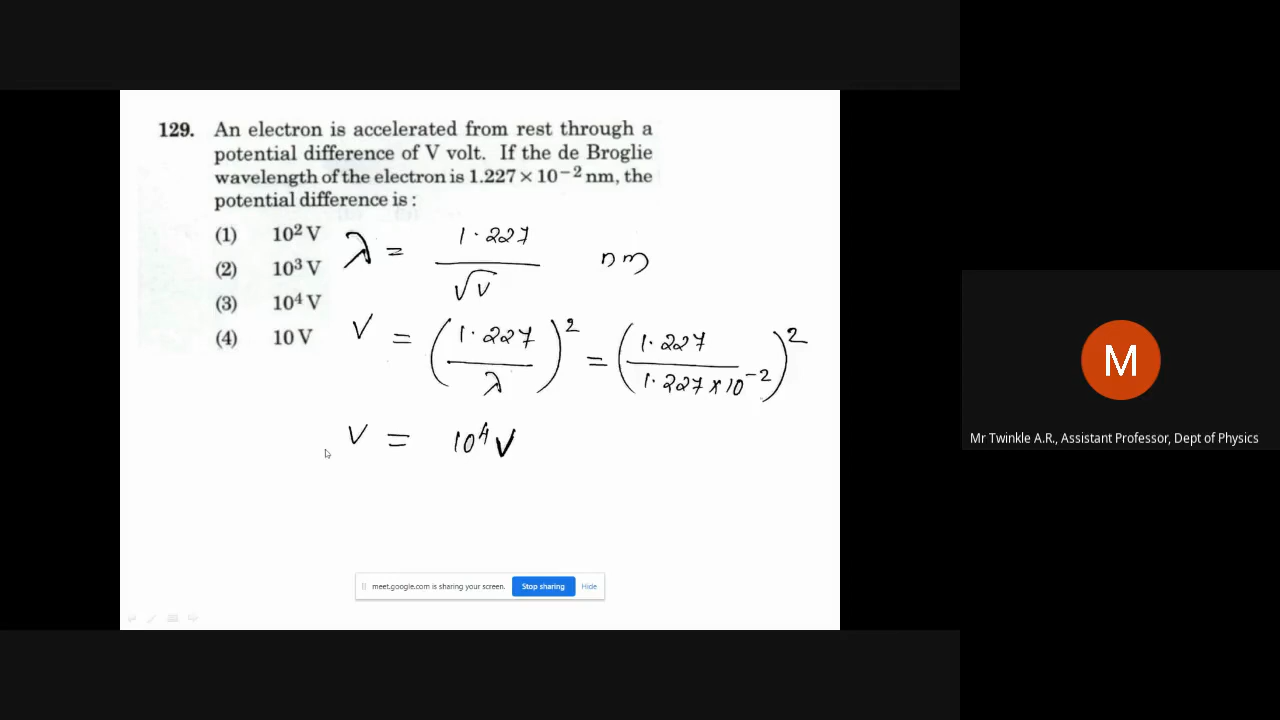 129. An electron is accelerated from rest through a
potential difference of V volt. If the de Broglie
wavelength of the electron is 1.227 × 10⁻² nm, the
potential difference is :
(1) 10² V
(2) 10³ V
(3) 10⁴ V
(4) 10 V
λ = 1.227 / √V nm
V = (1.227 / λ)² = (1.227 / 1.227 × 10⁻²)²
V = 10⁴ V
meet.google.com is sharing your screen. Stop sharing Hide
M
Mr Twinkle A.R., Assistant Professor, Dept of Physics